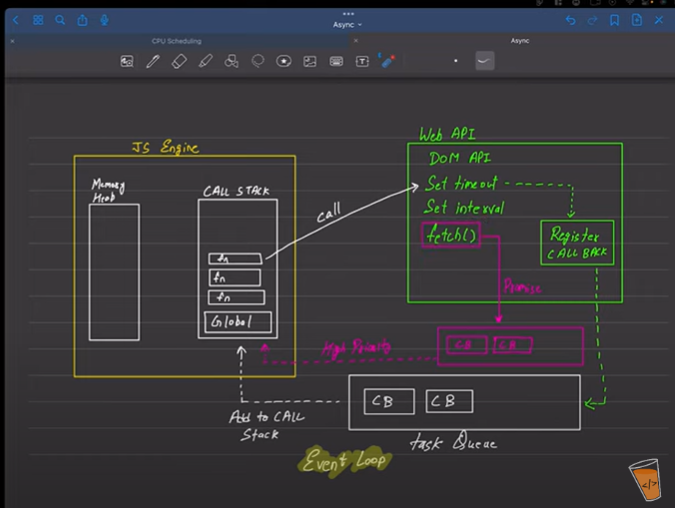 Async
CPU Scheduling
Async
JS Engine
Memory
Heap
CALL STACK
fn
fn
fn
Global
call
Web API
DOM API
Set timeout
Set interval
fetch()
Register
CALL BACK
Promise
CB
CB
High Priority
CB
CB
Add to CALL
Stack
task Queue
Event Loop